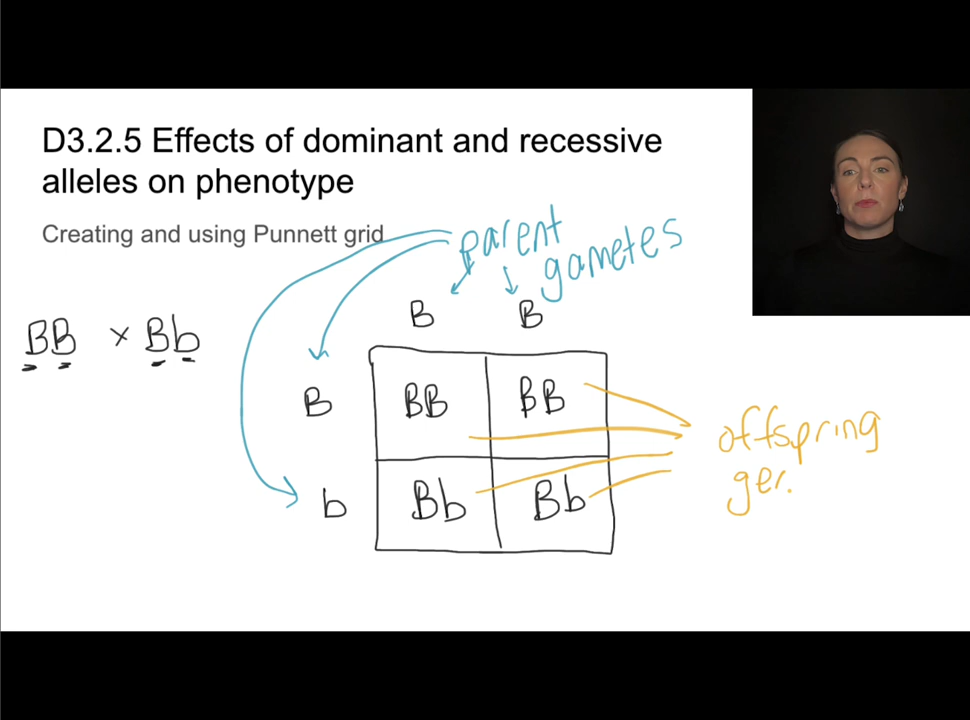 D3.2.5 Effects of dominant and recessive
alleles on phenotype
Creating and using Punnett grid
parent
gametes
B B
BB × Bb
B BB BB
offspring
ger.
b Bb Bb